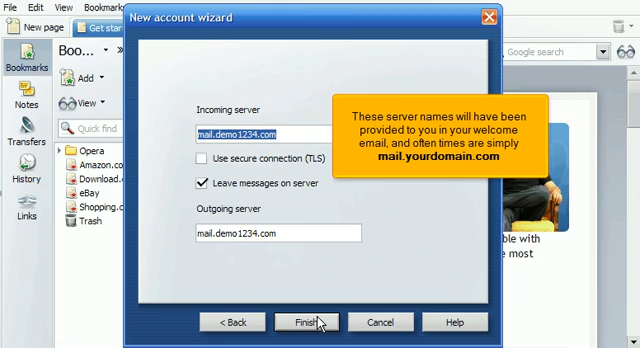 File Edit View Bookmarks
New account wizard
New page
Get star
Google search
Bookmarks
Boo...
Notes
Add
View
Transfers
Quick find
History
Opera
Amazon.co
Download.c
eBay
Shopping.c
Trash
Links
Incoming server
mail.demo1234.com
Use secure connection (TLS)
Leave messages on server
Outgoing server
mail.demo1234.com
These server names will have been
provided to you in your welcome
email, and often times are simply
mail.yourdomain.com
ble with
e most
< Back
Finish
Cancel
Help